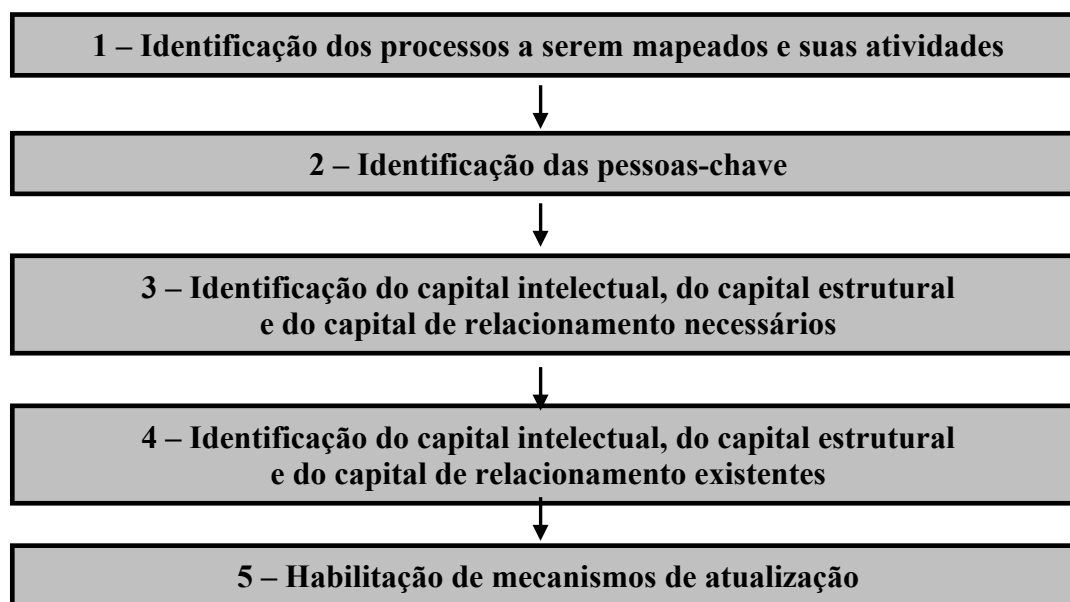 1 – Identificação dos processos a serem mapeados e suas atividades
2 – Identificação das pessoas-chave
3 – Identificação do capital intelectual, do capital estrutural
e do capital de relacionamento necessários
4 – Identificação do capital intelectual, do capital estrutural
e do capital de relacionamento existentes
5 – Habilitação de mecanismos de atualização